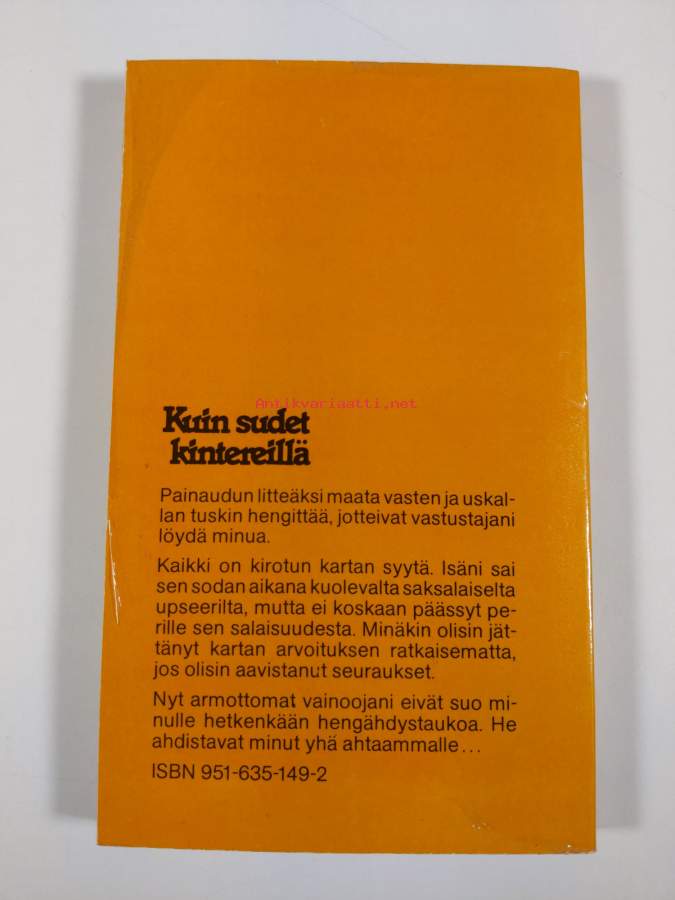 Antikvariaatti.net
Kuin sudet
kintereillä
Painaudun litteäksi maata vasten ja uskal-
lan tuskin hengittää, jotteivat vastustajani
löydä minua.
Kaikki on kirotun kartan syytä. Isäni sai
sen sodan aikana kuolevalta saksalaiselta
upseerilta, mutta ei koskaan päässyt pe-
rille sen salaisuudesta. Minäkin olisin jät-
tänyt kartan arvoituksen ratkaisematta,
jos olisin aavistanut seuraukset.
Nyt armottomat vainoojani eivät suo mi-
nulle hetkenkään hengähdystaukoa. He
ahdistavat minut yhä ahtaammalle...
ISBN 951-635-149-2